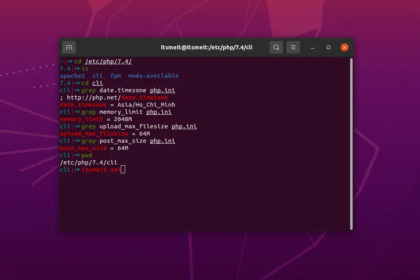 itsmeit@itsmeit:/etc/php/7.4/cli
~|⇒ cd /etc/php/7.4/
7.4|⇒ ls
apache2 cli fpm mods-available
7.4|⇒ cd cli
cli|⇒ grep date.timezone php.ini
; http://php.net/date.timezone
date.timezone = Asia/Ho_Chi_Minh
cli|⇒ grep memory_limit php.ini
memory_limit = 2048M
cli|⇒ grep upload_max_filesize php.ini
upload_max_filesize = 64M
cli|⇒ grep post_max_size php.ini
post_max_size = 64M
cli|⇒ pwd
/etc/php/7.4/cli
cli|⇒